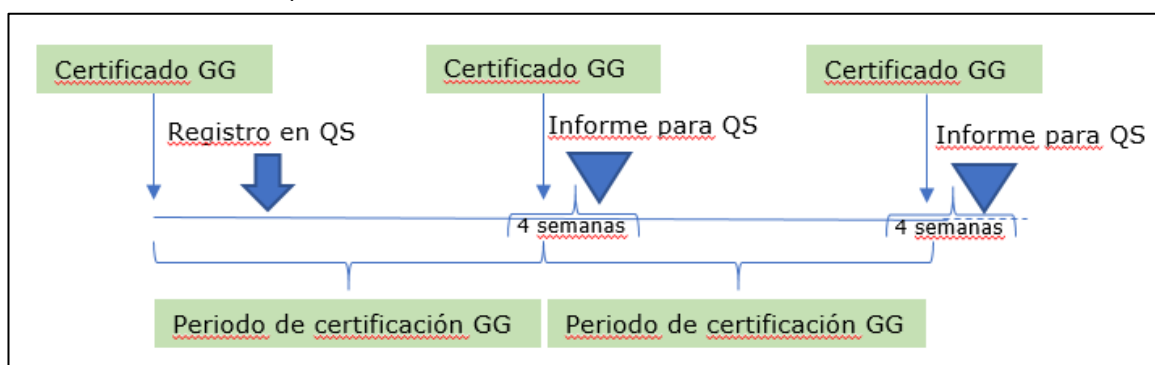 Certificado GG
Certificado GG
Certificado GG
Registro en QS
Informe para QS
Informe para QS
4 semanas
4 semanas
Periodo de certificación GG
Periodo de certificación GG